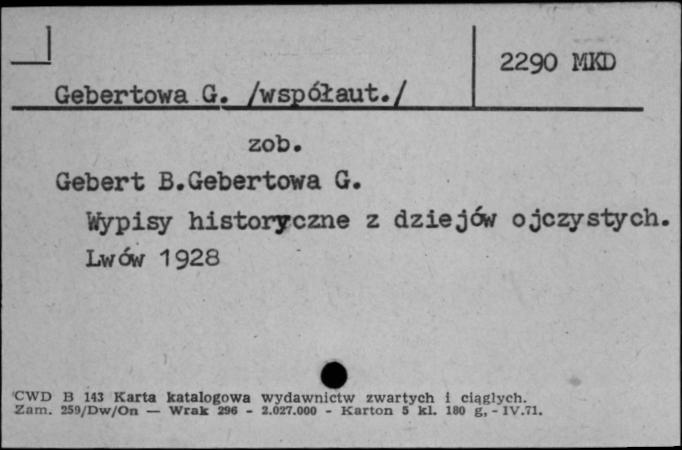 2290 MKD
Gebertowa G. /współaut./
zob.
Gebert B.Gebertowa G.
Wypisy historyczne z dziejów ojczystych.
Lwów 1928
CWD B 143 Karta katalogowa wydawnictw zwartych i ciągłych.
Zam. 259/Dw/On — Wrak 296 - 2.027.000 - Karton 5 kl. 180 g, - IV.71.